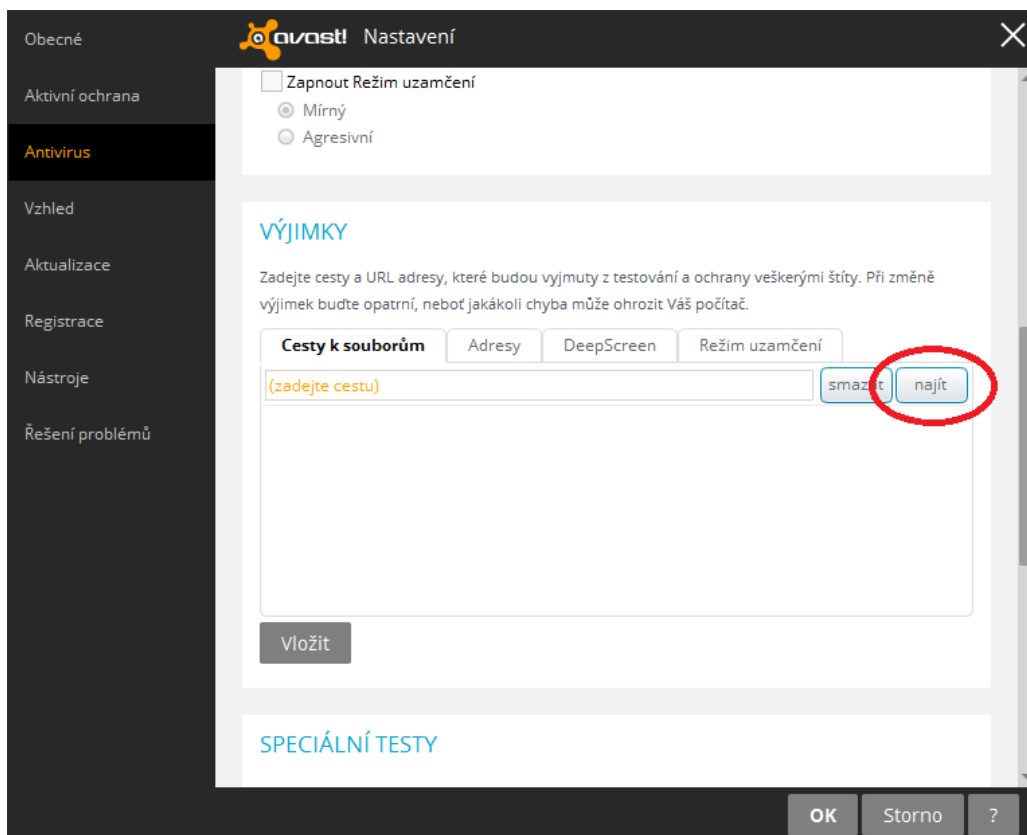 Obecné
Aktivní ochrana
Antivirus
Vzhled
Aktualizace
Registrace
Nástroje
Řešení problémů
avast! Nastavení
Zapnout Režim uzamčení
Mírný
Agresivní
VÝJIMKY
Zadejte cesty a URL adresy, které budou vyjmuty z testování a ochrany veškerými štíty. Při změně
výjimek buďte opatrní, neboť jakákoli chyba může ohrozit Váš počítač.
Cesty k souborům Adresy DeepScreen Režim uzamčení
(zadejte cestu) smazat najít
Vložit
SPECIÁLNÍ TESTY
OK Storno ?